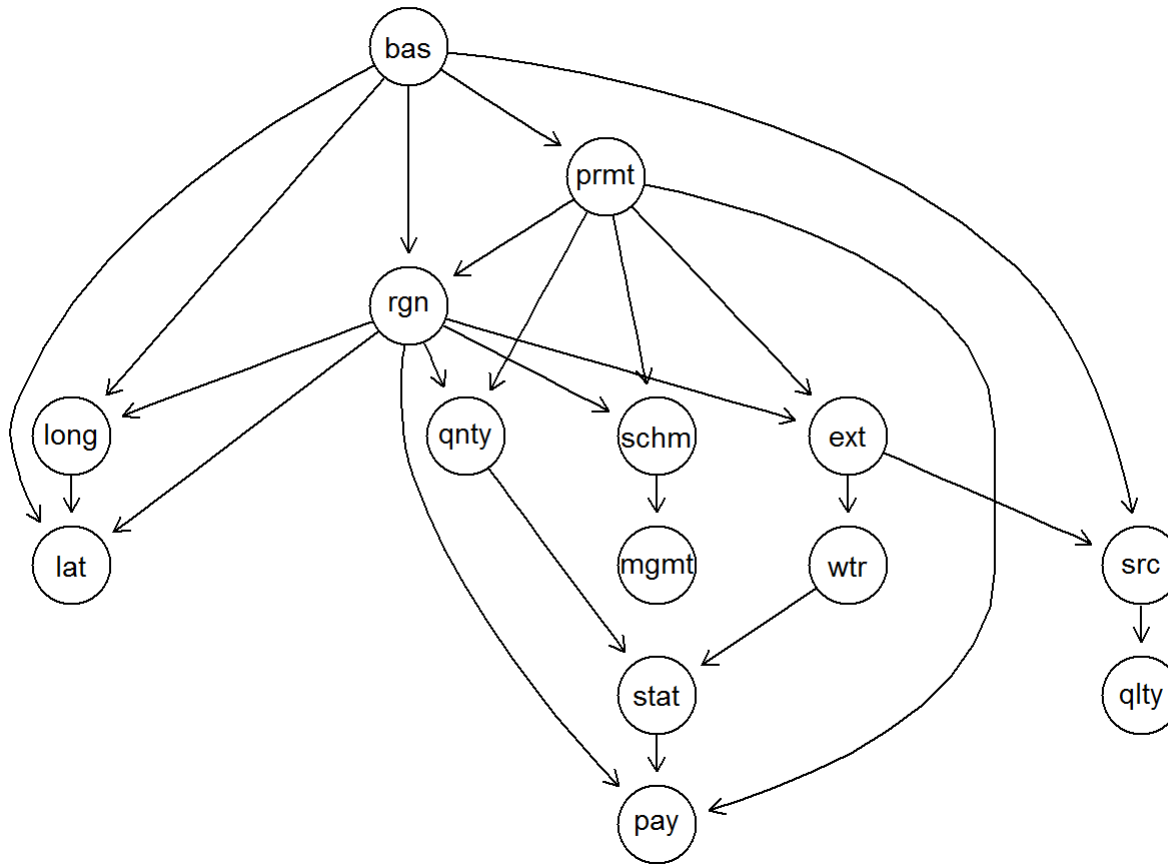 bas
prmt
rgn
long
qnty
schm
ext
lat
mgmt
wtr
src
stat
qlty
pay